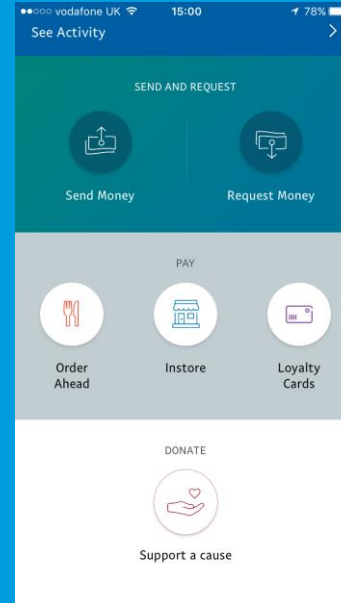 vodafone UK 15:00 78%
See Activity
SEND AND REQUEST
Send Money Request Money
PAY
Order Ahead
Instore
Loyalty Cards
DONATE
Support a cause